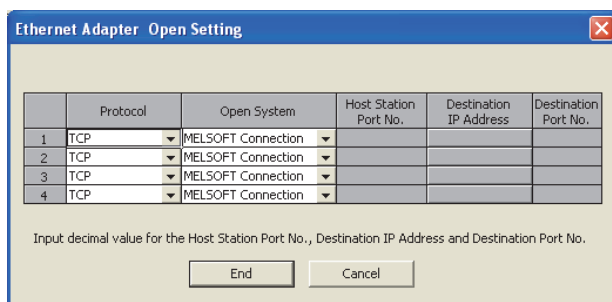 Ethernet Adapter Open Setting
Protocol Open System Host Station Port No. Destination IP Address Destination Port No.
1 TCP MELSOFT Connection
2 TCP MELSOFT Connection
3 TCP MELSOFT Connection
4 TCP MELSOFT Connection
Input decimal value for the Host Station Port No., Destination IP Address and Destination Port No.
End Cancel